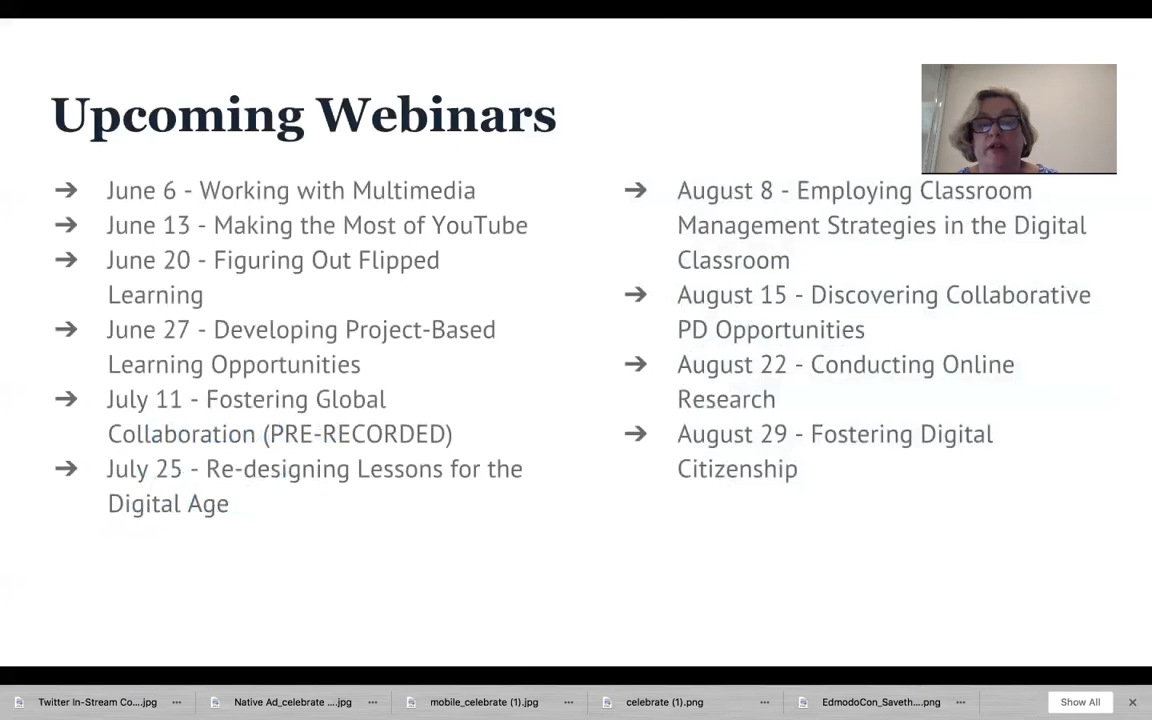 Upcoming Webinars
➔ June 6 - Working with Multimedia
➔ June 13 - Making the Most of YouTube
➔ June 20 - Figuring Out Flipped
Learning
➔ June 27 - Developing Project-Based
Learning Opportunities
➔ July 11 - Fostering Global
Collaboration (PRE-RECORDED)
➔ July 25 - Re-designing Lessons for the
Digital Age
➔ August 8 - Employing Classroom
Management Strategies in the Digital
Classroom
➔ August 15 - Discovering Collaborative
PD Opportunities
➔ August 22 - Conducting Online
Research
➔ August 29 - Fostering Digital
Citizenship
Twitter In-Stream Co....jpg
Native Ad_celebrate ....jpg
mobile_celebrate (1).jpg
celebrate (1).png
EdmodoCon_Saveth....png
Show All